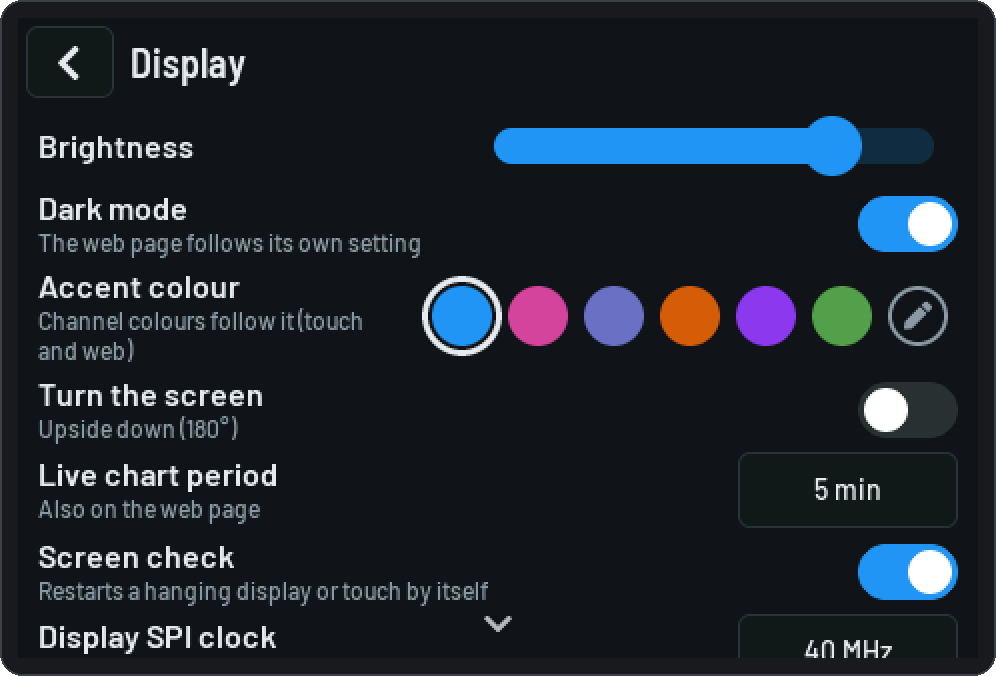 Display
Brightness
Dark mode
The web page follows its own setting
Accent colour
Channel colours follow it (touch
and web)
Turn the screen
Upside down (180°)
Live chart period
Also on the web page
5 min
Screen check
Restarts a hanging display or touch by itself
Display SPI clock
40 MHz